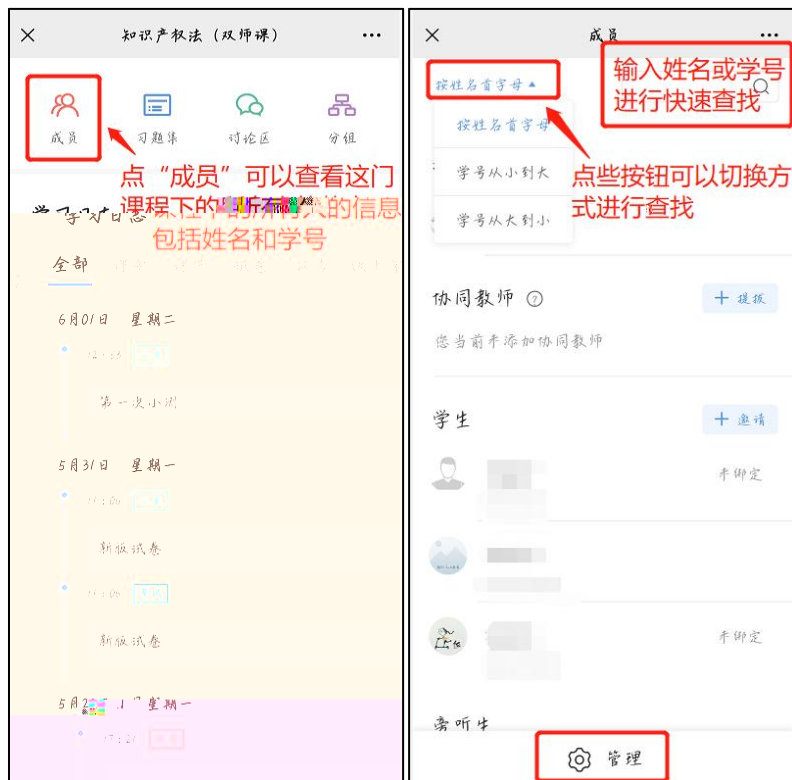 知识产权法（双师课）
成员
习题集
讨论区
分组
点“成员”可以查看这门
课程下的所有人的信息
包括姓名和学号
学习日志
全部
6月01日 星期二
第一次小测
5月31日 星期一
新版试卷
新版试卷
星期一
成员
按姓名首字母
输入姓名或学号
进行快速查找
按姓名首字母
学号从小到大
学号从大到小
点些按钮可以切换方
式进行查找
协同教师
+ 提拔
您当前未添加协同教师
学生
+ 邀请
未绑定
未绑定
旁听生
管理